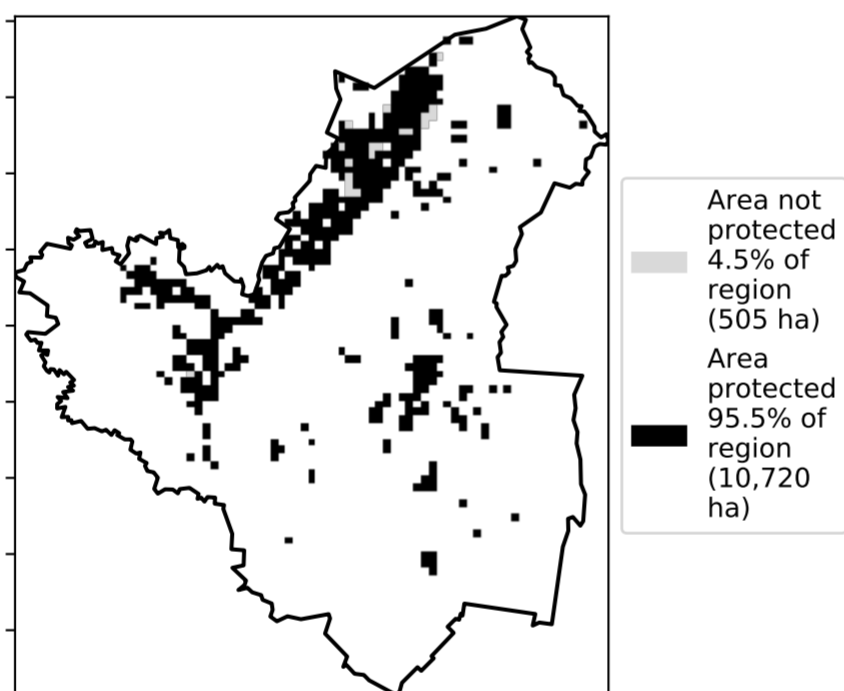 Area not
protected
4.5% of
region
(505 ha)
Area
protected
95.5% of
region
(10,720
ha)